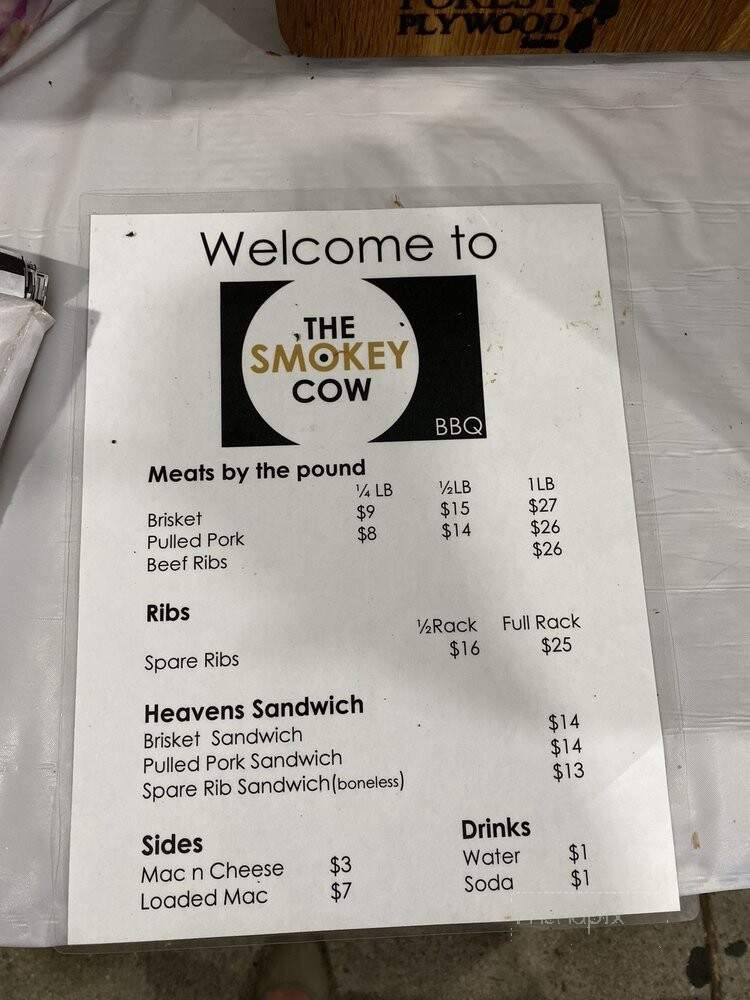 FOREST
PLYWOOD
Welcome to
THE
SMOKEY
COW
BBQ
Meats by the pound
¼ LB ½LB 1LB
Brisket $9 $15 $27
Pulled Pork $8 $14 $26
Beef Ribs $26
Ribs
½Rack Full Rack
Spare Ribs $16 $25
Heavens Sandwich
Brisket Sandwich $14
Pulled Pork Sandwich $14
Spare Rib Sandwich(boneless) $13
Sides
Mac n Cheese $3
Loaded Mac $7
Drinks
Water $1
Soda $1
menupix